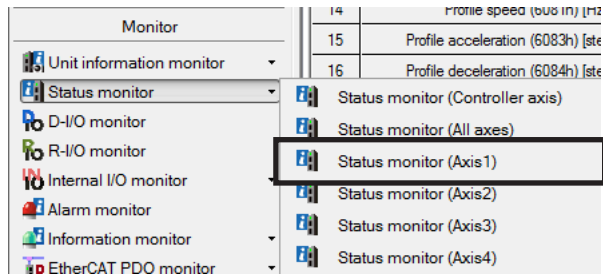 Monitor
Unit information monitor
Status monitor
D-I/O monitor
R-I/O monitor
Internal I/O monitor
Alarm monitor
Information monitor
EtherCAT PDO monitor
14 Profile speed (6081h) [Hz
15 Profile acceleration (6083h) [ste
16 Profile deceleration (6084h) [ste
Status monitor (Controller axis)
Status monitor (All axes)
Status monitor (Axis1)
Status monitor (Axis2)
Status monitor (Axis3)
Status monitor (Axis4)